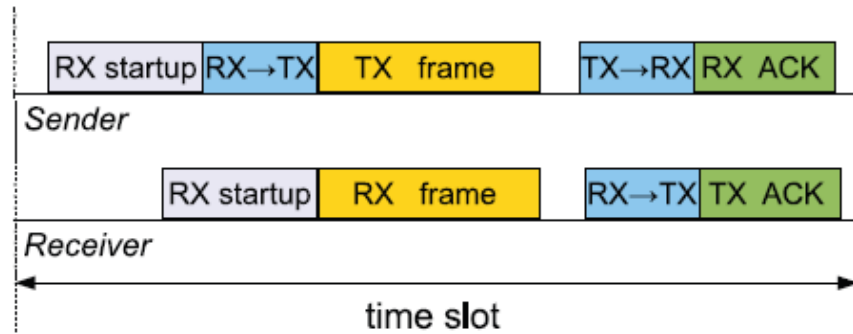 RX startup RX→TX TX frame TX→RX RX ACK
Sender
RX startup RX frame RX→TX TX ACK
Receiver
time slot